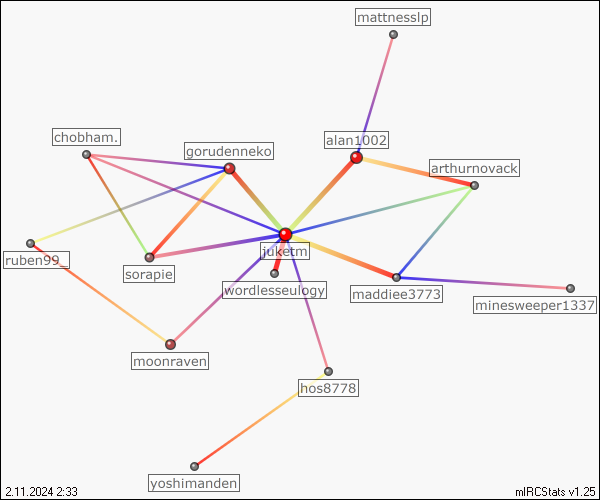 mattnesslp
chobham.
alan1002
gorudenneko
arthurnovack
juketm
ruben99_
sorapie
wordlesseulogy
maddiee3773
minesweeper1337
moonraven
hos8778
yoshimanden
2.11.2024 2:33
mIRCStats v1.25